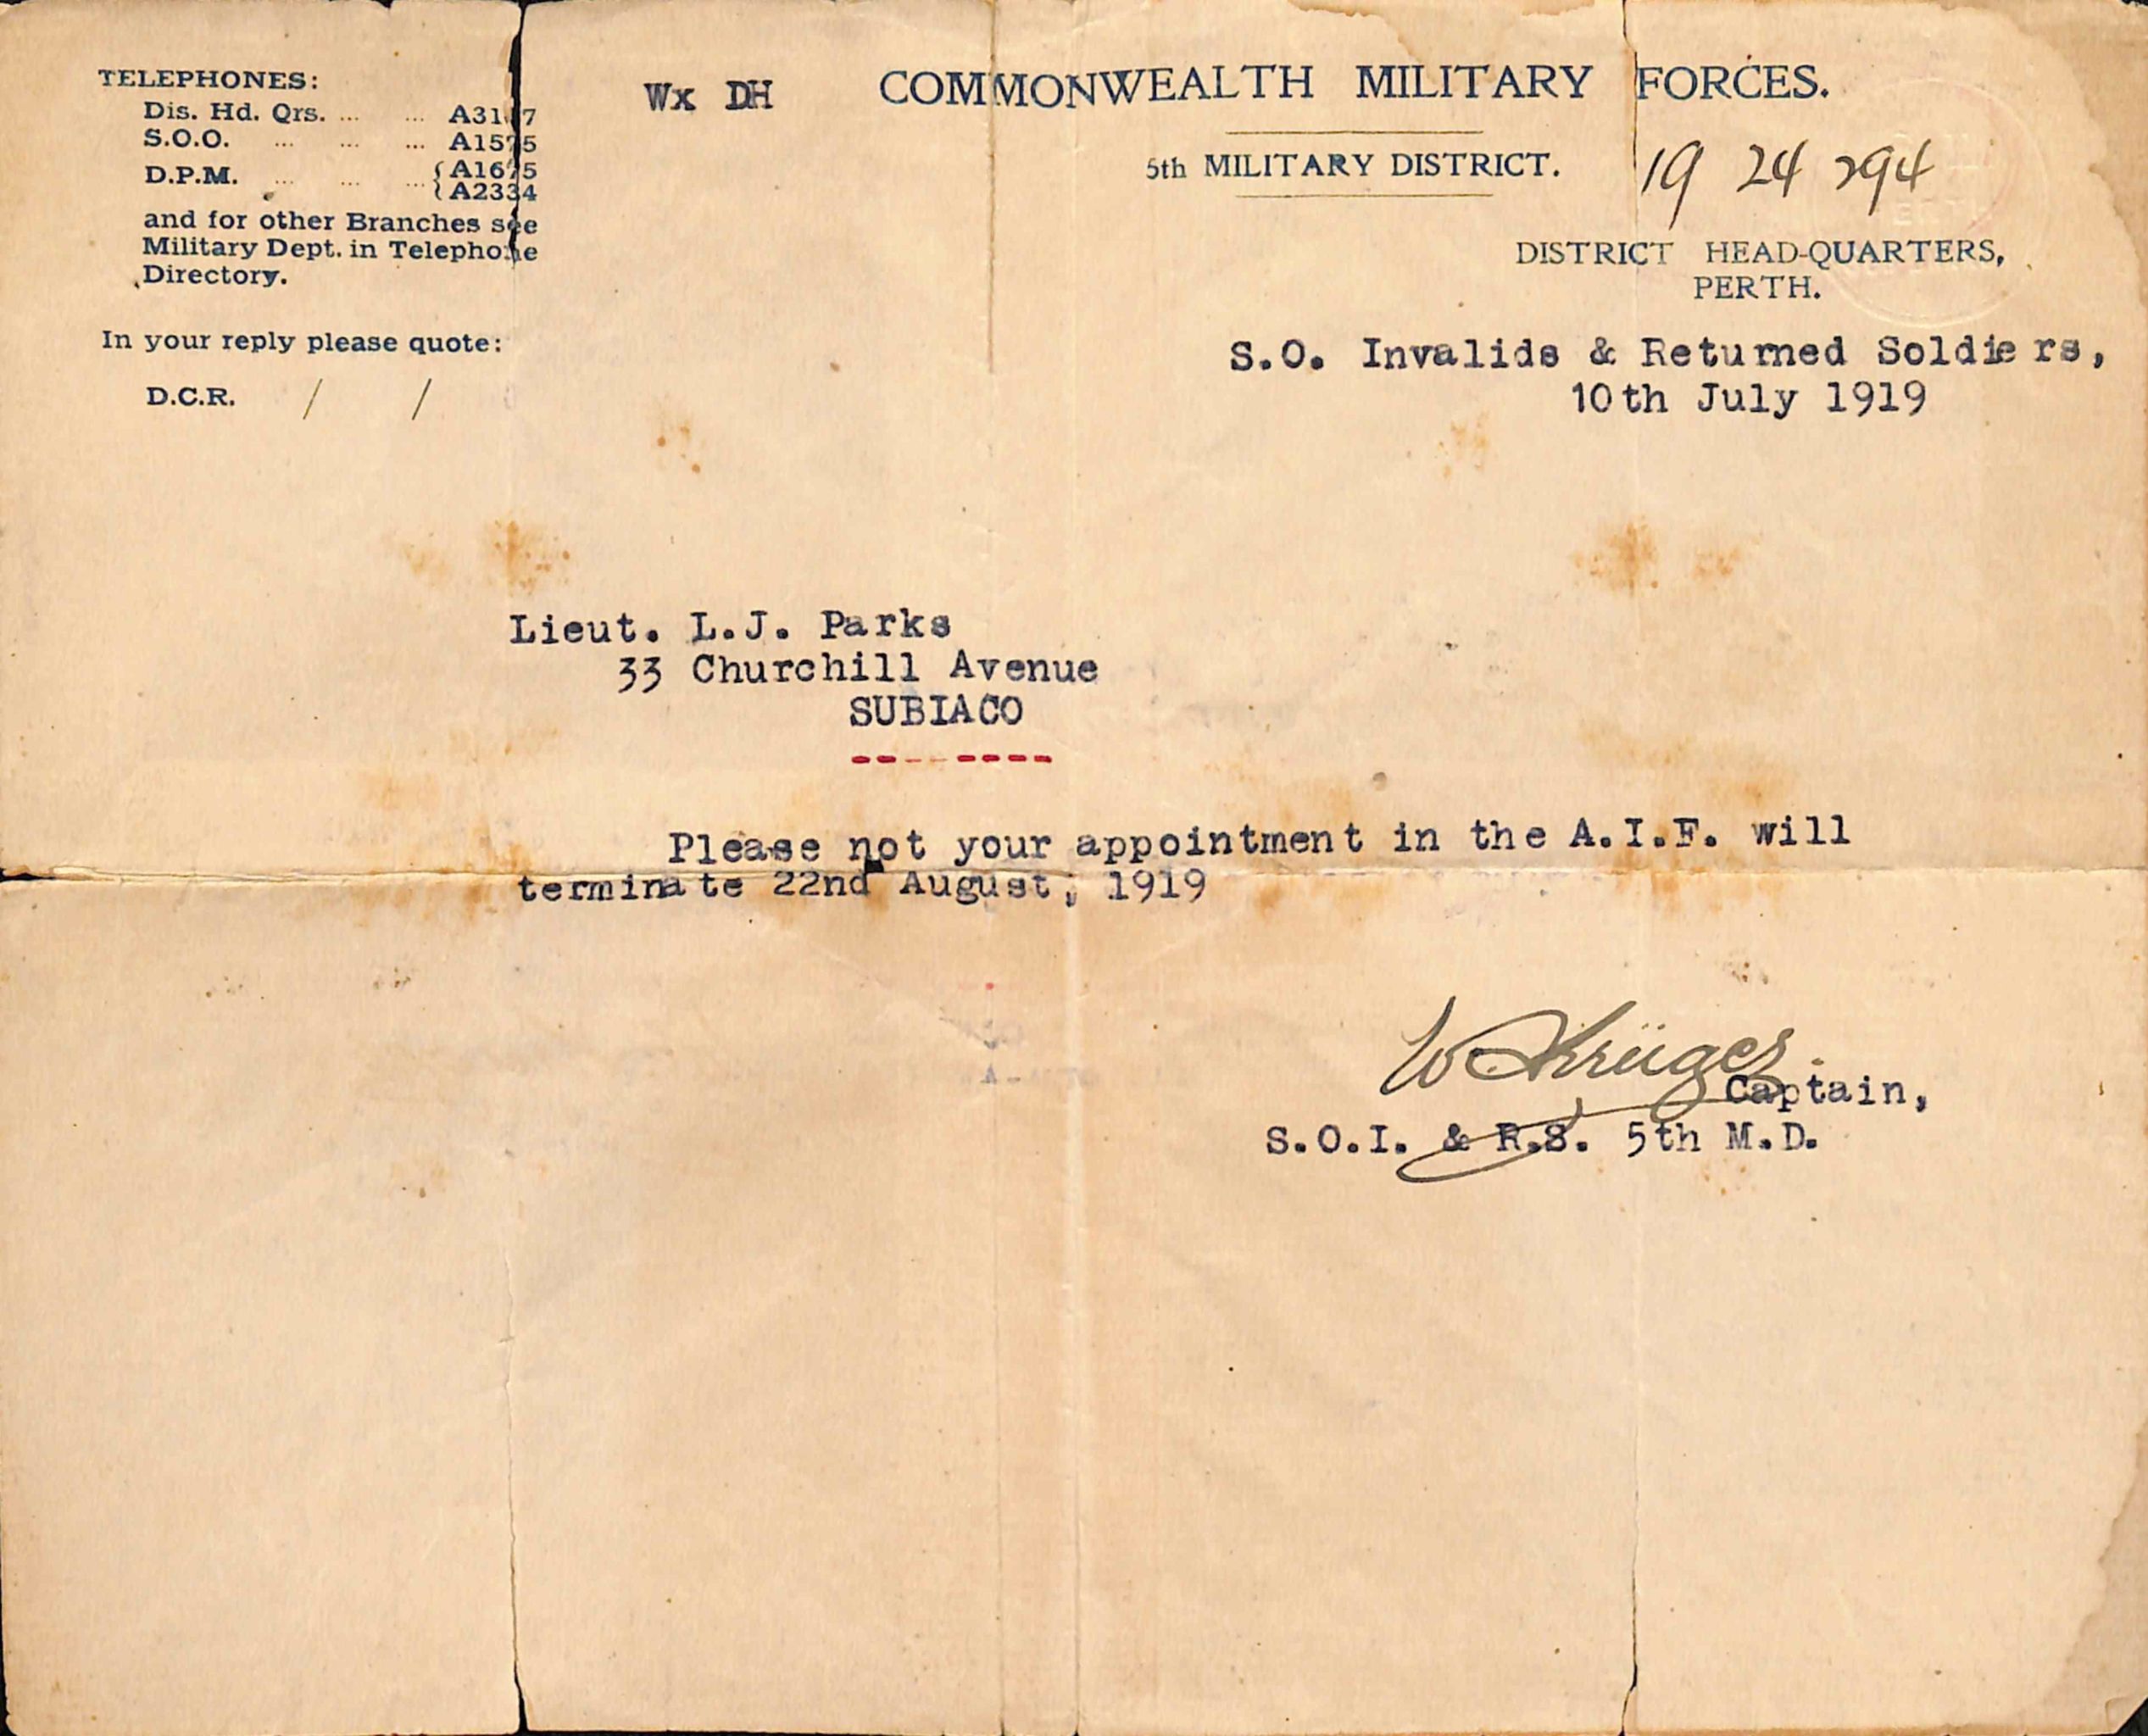 TELEPHONES:
Dis. Hd. Qrs. ... ... A31 7
S.O.O. ... ... ... A1575
D.P.M. ... ... ... { A1675
{ A2334
and for other Branches see
Military Dept. in Telephone
Directory.
In your reply please quote:
D.C.R. / /
Wx DH
COMMONWEALTH MILITARY FORCES.
5th MILITARY DISTRICT.
19 24 294
DISTRICT HEAD-QUARTERS,
PERTH.
S.O. Invalids & Returned Soldiers,
10th July 1919
Lieut. L.J. Parks
33 Churchill Avenue
SUBIACO
--------
Please not your appointment in the A.I.F. will
terminate 22nd August, 1919
W Krüger
Captain,
S.O.I. & R.S. 5th M.D.